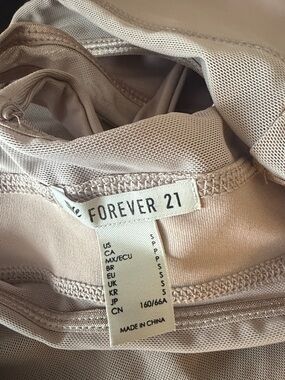 FOREVER 21
US S
CA P
MX/ECU P
BR P
EU S
UK S
KR S
JP S
CN 160/66A
MADE IN CHINA